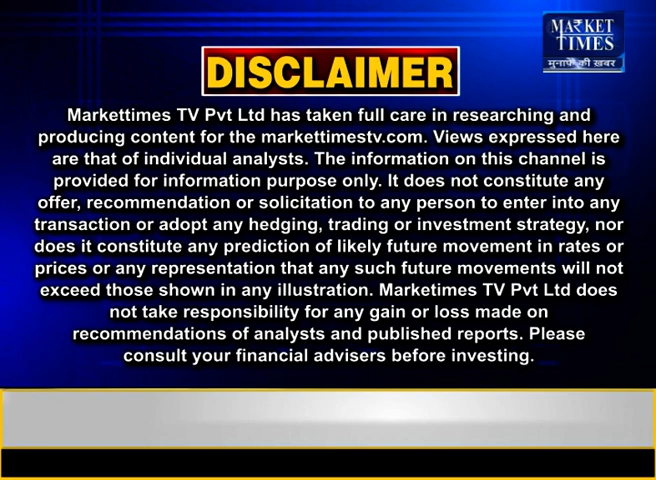 MA₹KET
TIMES
मुनाफे की ख़बर
DISCLAIMER
Markettimes TV Pvt Ltd has taken full care in researching and
producing content for the markettimestv.com. Views expressed here
are that of individual analysts. The information on this channel is
provided for information purpose only. It does not constitute any
offer, recommendation or solicitation to any person to enter into any
transaction or adopt any hedging, trading or investment strategy, nor
does it constitute any prediction of likely future movement in rates or
prices or any representation that any such future movements will not
exceed those shown in any illustration. Marketimes TV Pvt Ltd does
not take responsibility for any gain or loss made on
recommendations of analysts and published reports. Please
consult your financial advisers before investing.